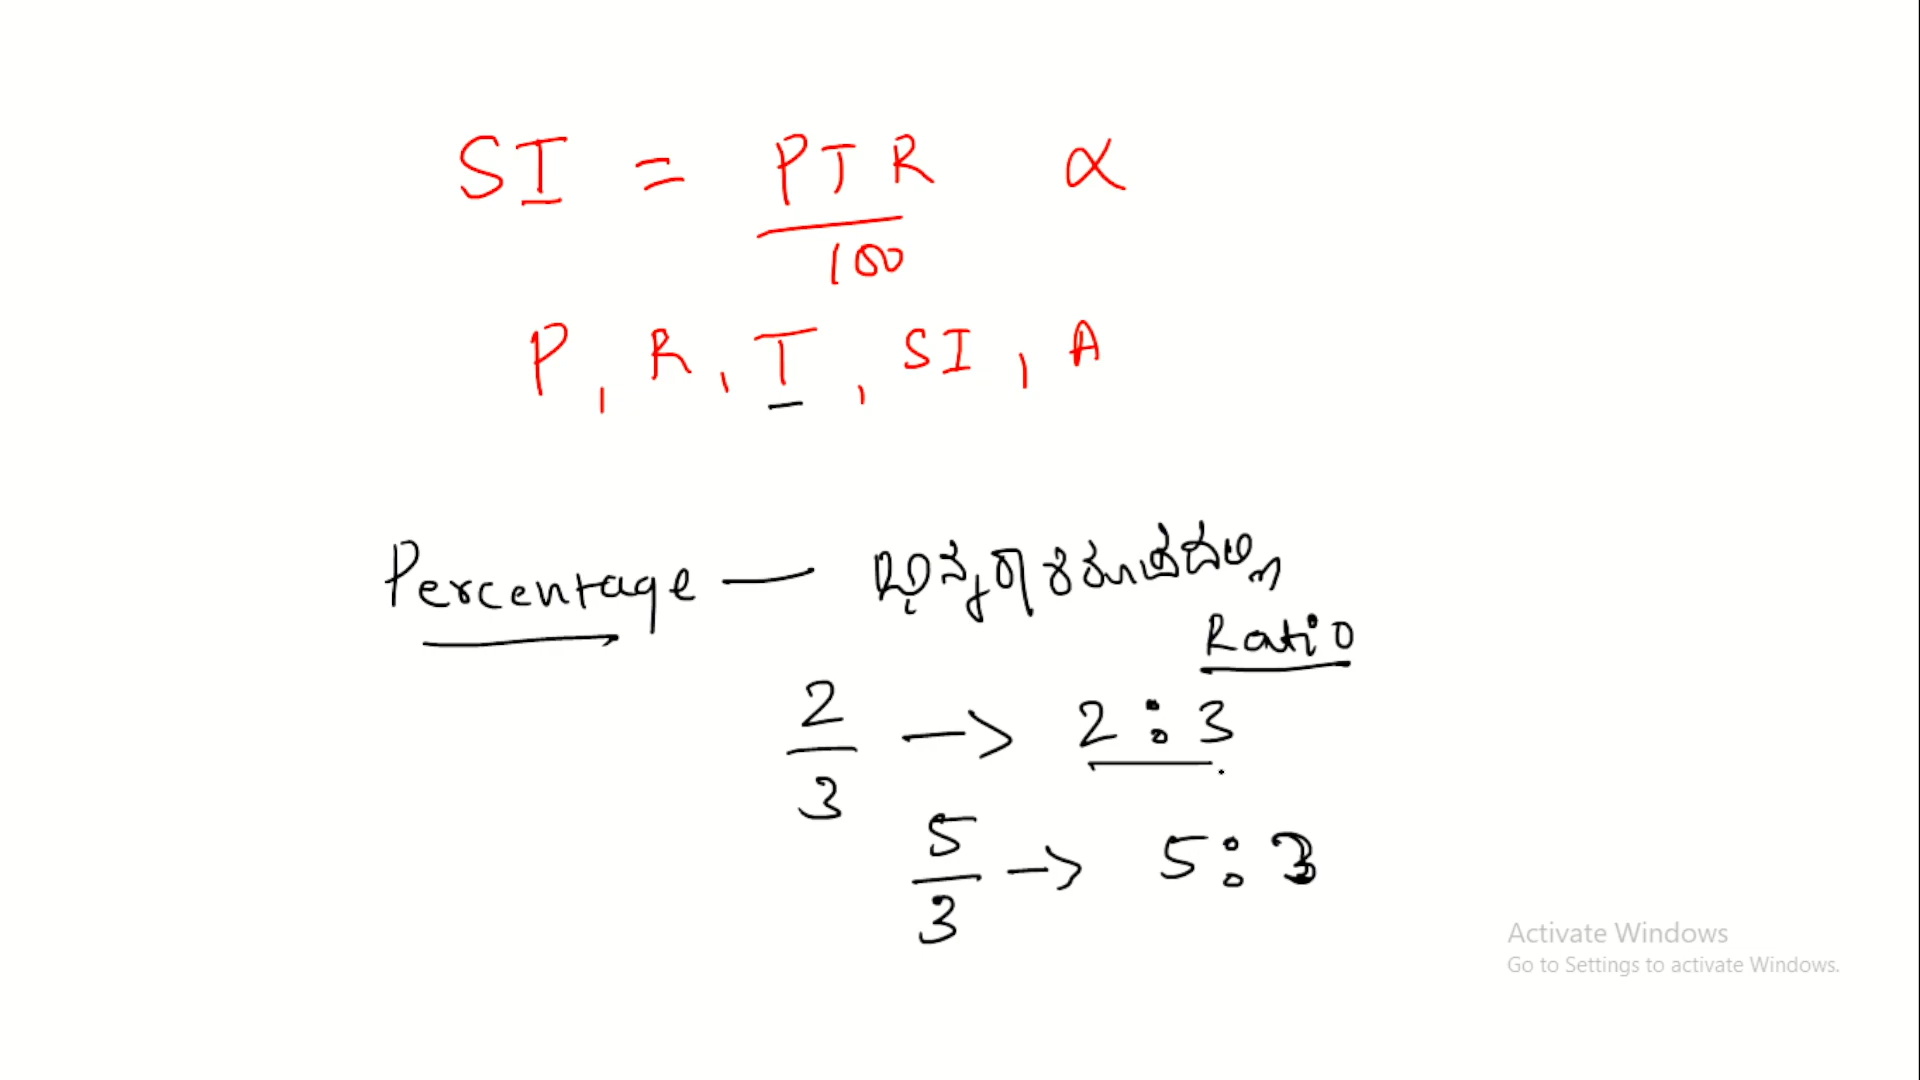 SI = PTR α
100
P, R, T, SI, A
Percentage —
Ratio
2
3 → 2 : 3
5
3 → 5 : 3
Activate Windows
Go to Settings to activate Windows.